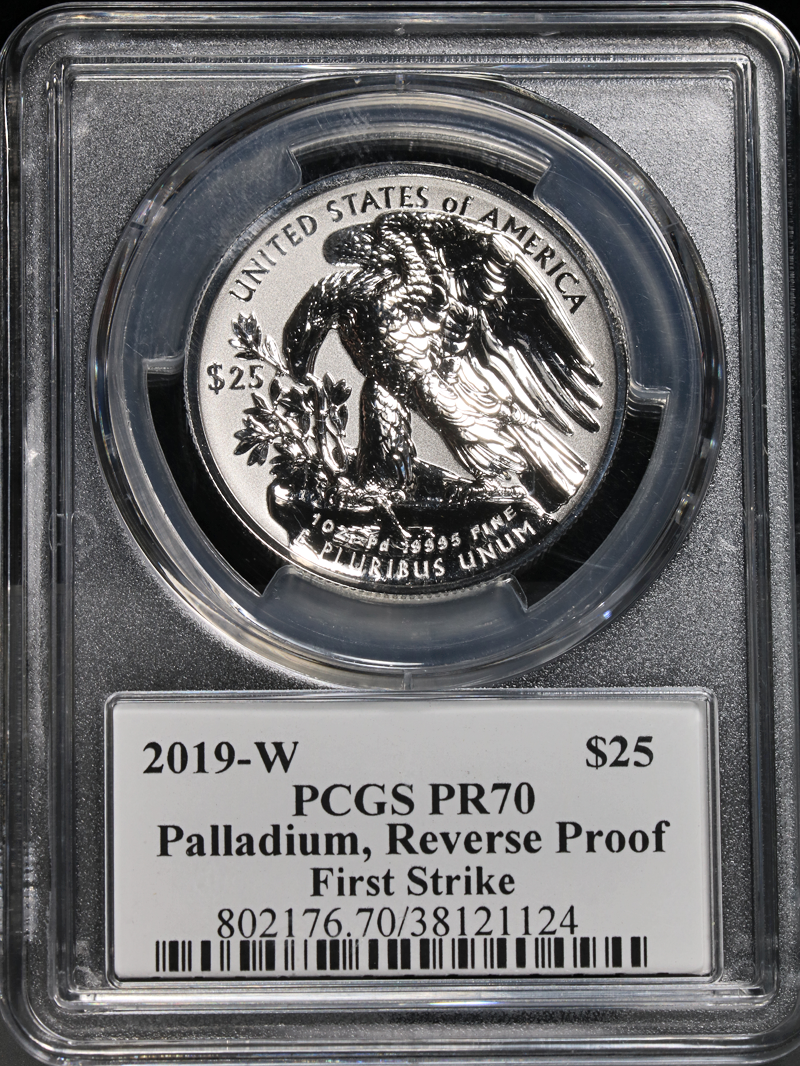 UNITED STATES of AMERICA
$25
1 oz. Pd .9995 FINE
E PLURIBUS UNUM
2019-W $25
PCGS PR70
Palladium, Reverse Proof
First Strike
802176.70/38121124